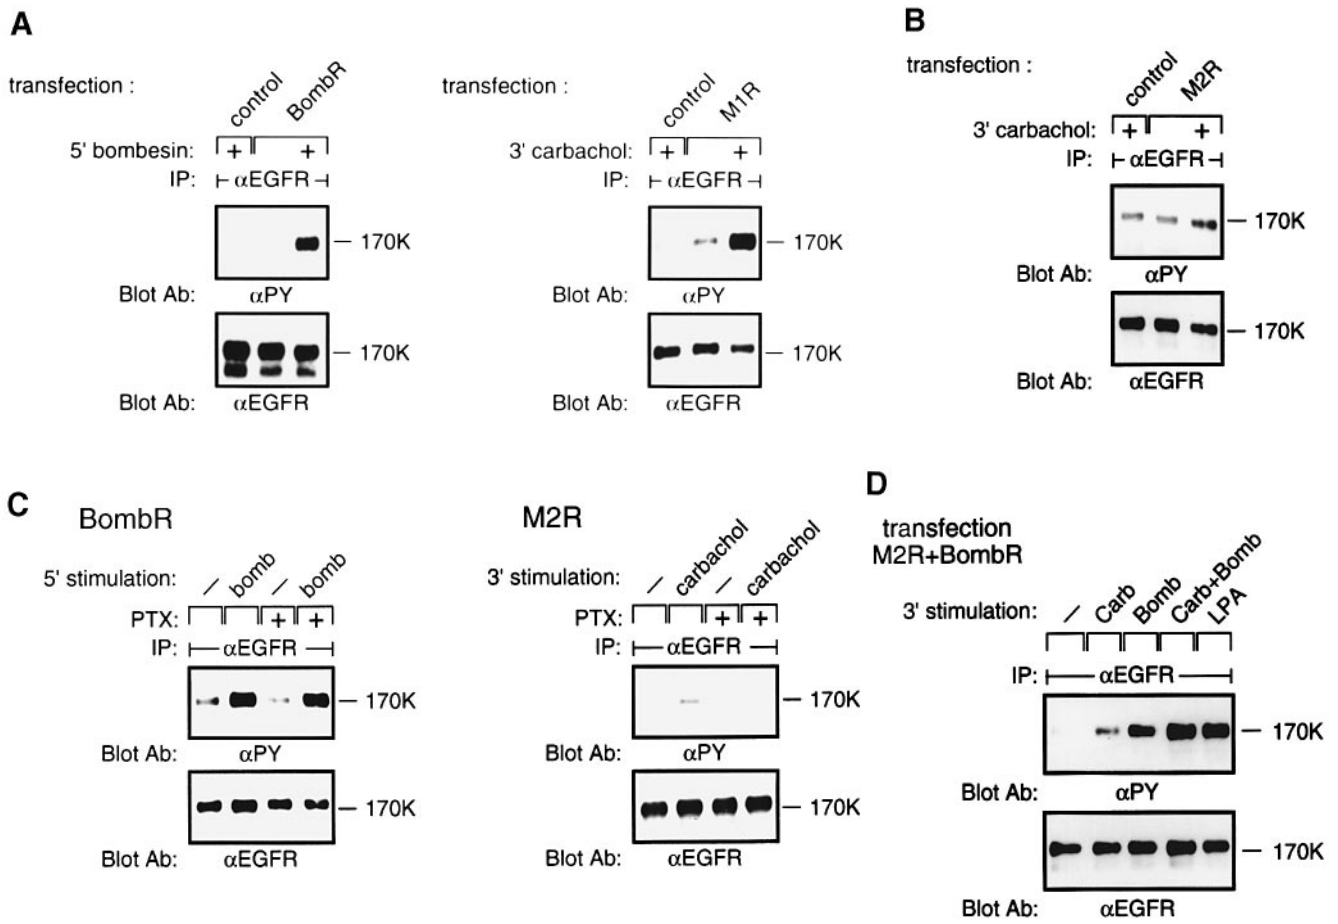 A
transfection :
control
BombR
5' bombesin: + +
IP: αEGFR
170K
Blot Ab: αPY
170K
Blot Ab: αEGFR
transfection :
control
M1R
3' carbachol: + +
IP: αEGFR
170K
Blot Ab: αPY
170K
Blot Ab: αEGFR
B
transfection :
control
M2R
3' carbachol: + +
IP: αEGFR
170K
Blot Ab: αPY
170K
Blot Ab: αEGFR
C
BombR
5' stimulation: – bomb – bomb
PTX: + +
IP: αEGFR
170K
Blot Ab: αPY
170K
Blot Ab: αEGFR
M2R
3' stimulation: – carbachol – carbachol
PTX: + +
IP: αEGFR
170K
Blot Ab: αPY
170K
Blot Ab: αEGFR
D
transfection
M2R+BombR
3' stimulation: – Carb Bomb Carb+Bomb LPA
IP: αEGFR
170K
Blot Ab: αPY
170K
Blot Ab: αEGFR